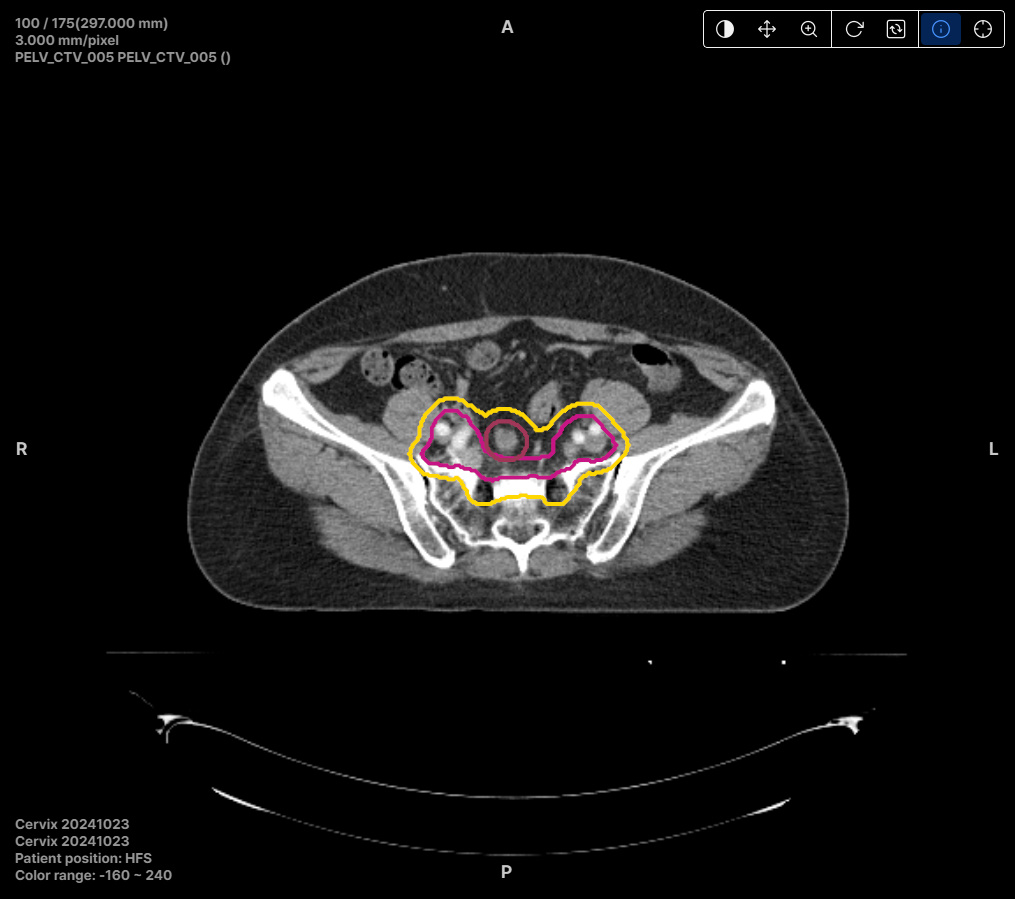 100 / 175(297.000 mm)
3.000 mm/pixel
PELV_CTV_005 PELV_CTV_005 ()
A
R
L
Cervix 20241023
Cervix 20241023
Patient position: HFS
Color range: -160 ~ 240
P